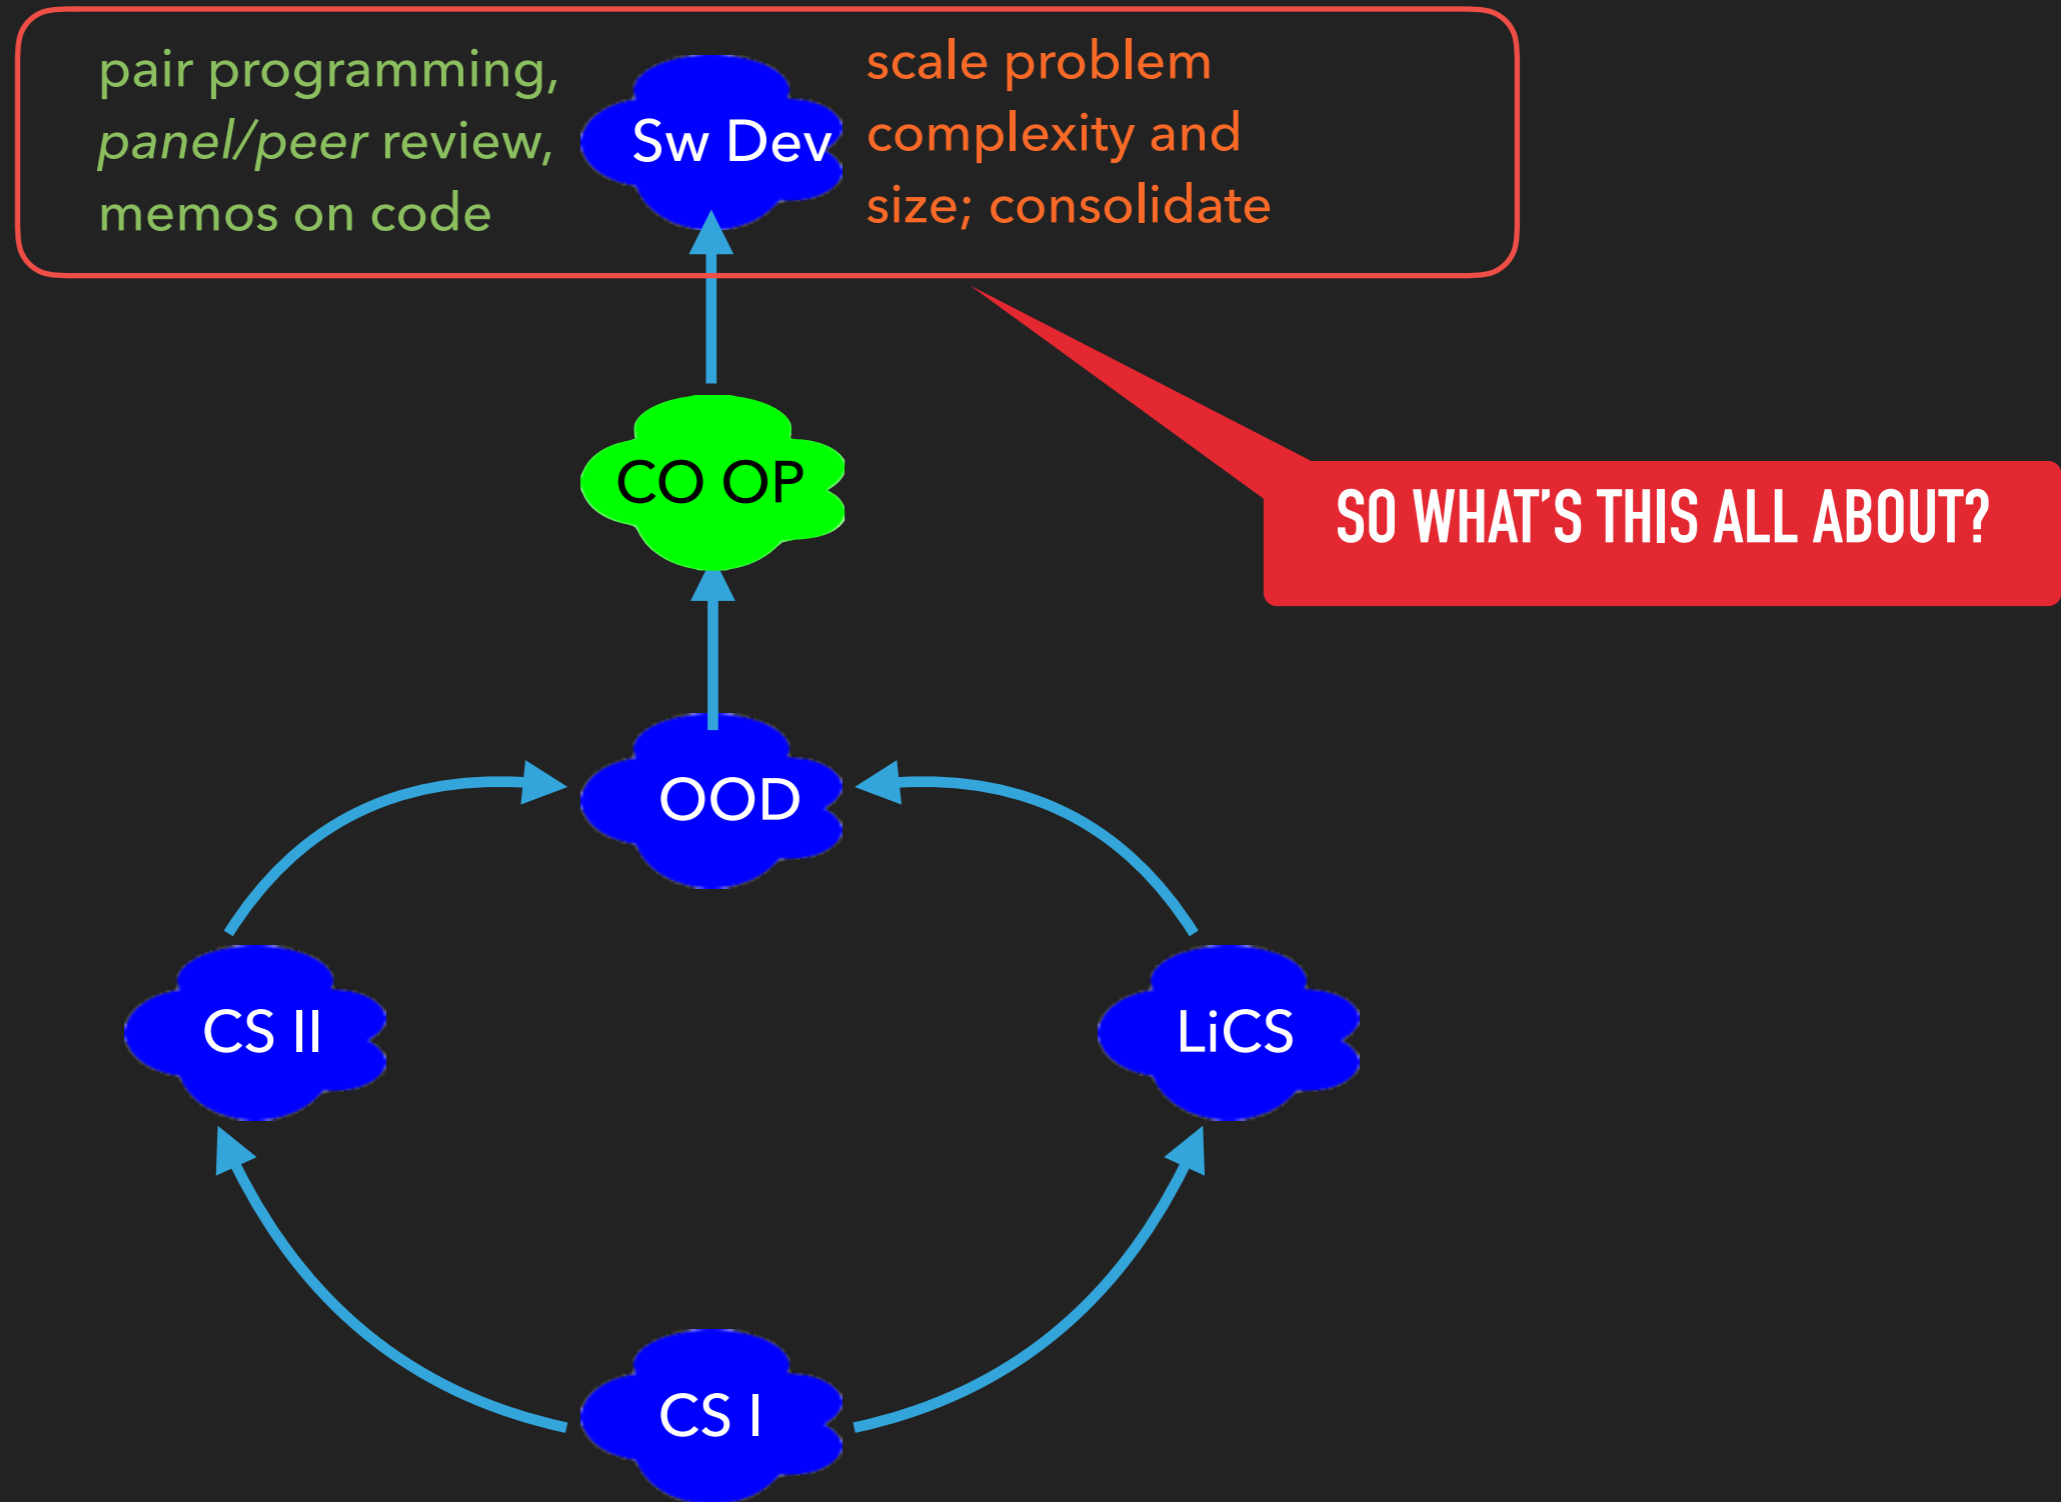 pair programming,
panel/peer review,
memos on code
Sw Dev
scale problem
complexity and
size; consolidate
CO OP
SO WHAT’S THIS ALL ABOUT?
OOD
CS II
LiCS
CS I